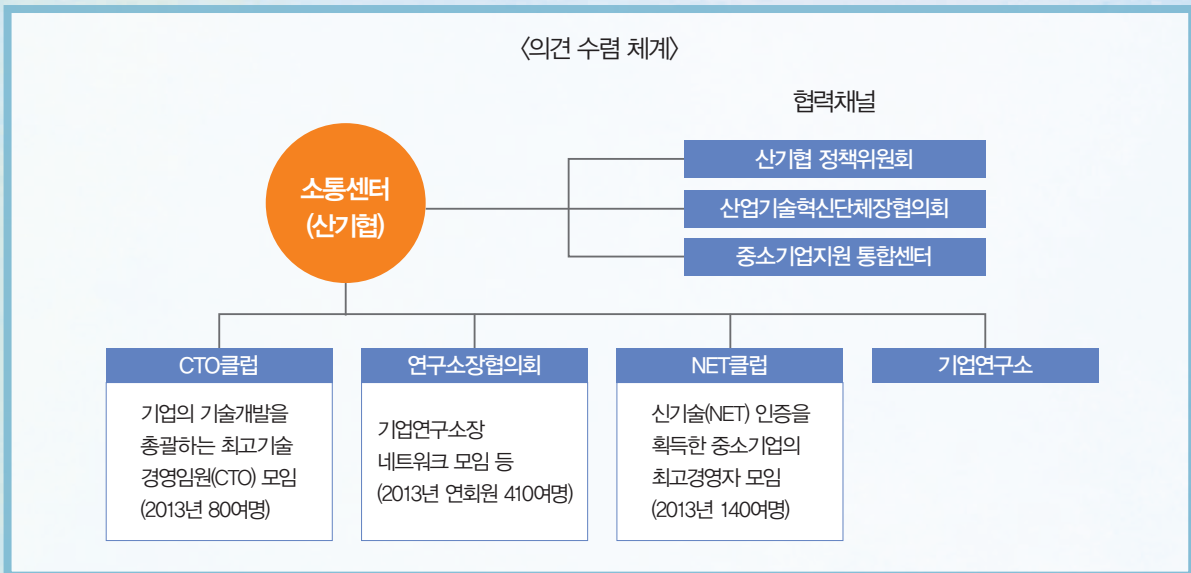 〈의견 수렴 체계〉
협력채널
소통센터
(산기협)
산기협 정책위원회
산업기술혁신단체장협의회
중소기업지원 통합센터
CTO클럽
기업의 기술개발을
총괄하는 최고기술
경영임원(CTO) 모임
(2013년 80여명)
연구소장협의회
기업연구소장
네트워크 모임 등
(2013년 연회원 410여명)
NET클럽
신기술(NET) 인증을
획득한 중소기업의
최고경영자 모임
(2013년 140여명)
기업연구소